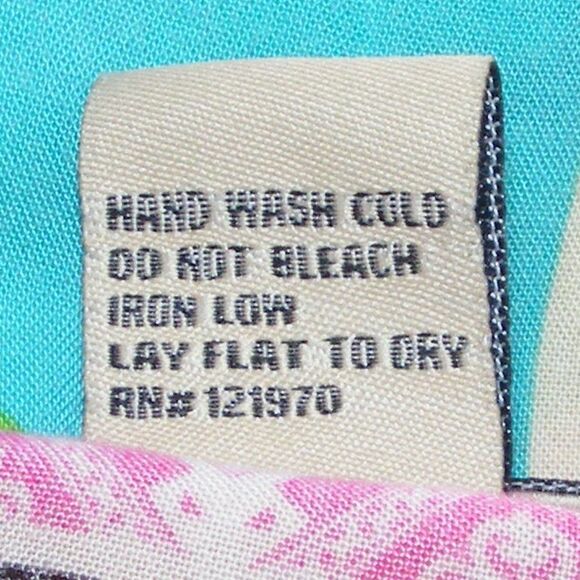 HAND WASH COLD
DO NOT BLEACH
IRON LOW
LAY FLAT TO DRY
RN#121970